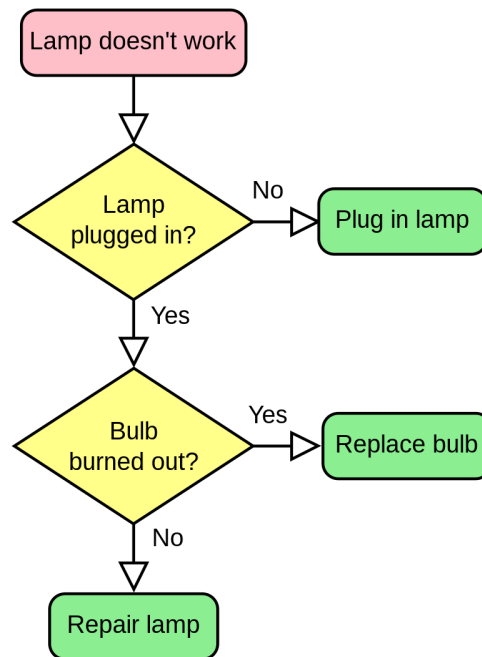 Lamp doesn't work
Lamp
plugged in?
No
Plug in lamp
Yes
Bulb
burned out?
Yes
Replace bulb
No
Repair lamp